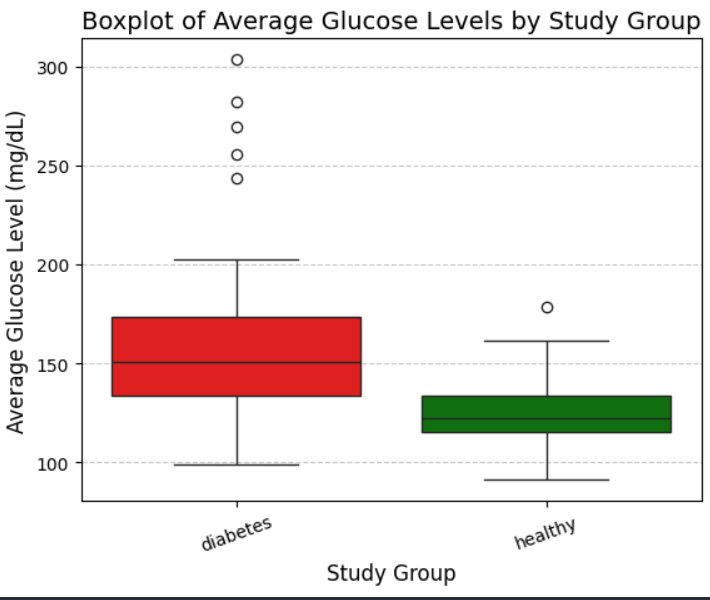 Boxplot of Average Glucose Levels by Study Group
Average Glucose Level (mg/dL)
300
250
200
150
100
diabetes
healthy
Study Group